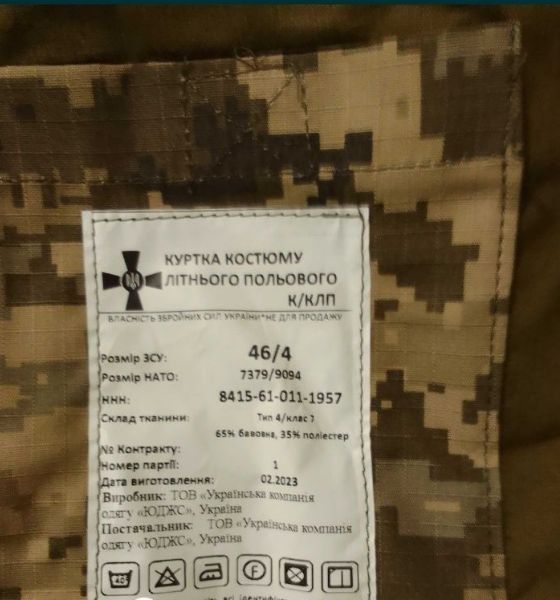 КУРТКА КОСТЮМУ
ЛІТНЬОГО ПОЛЬОВОГО
К/КЛП
ВЛАСНІСТЬ ЗБРОЙНИХ СИЛ УКРАЇНИ*НЕ ДЛЯ ПРОДАЖУ
Розмір ЗСУ: 46/4
Розмір НАТО: 7379/9094
ННН: 8415-61-011-1957
Склад тканини: Тип 4/клас
65% бавовна, 35% поліестер
№ Контракту:
Номер партії: 1
Дата виготовлення: 02.2023
Виробник: ТОВ «Українська компанія
одягу «ЮДЖС», Україна
Постачальник: ТОВ «Українська компанія
одягу «ЮДЖС», Україна
40
F